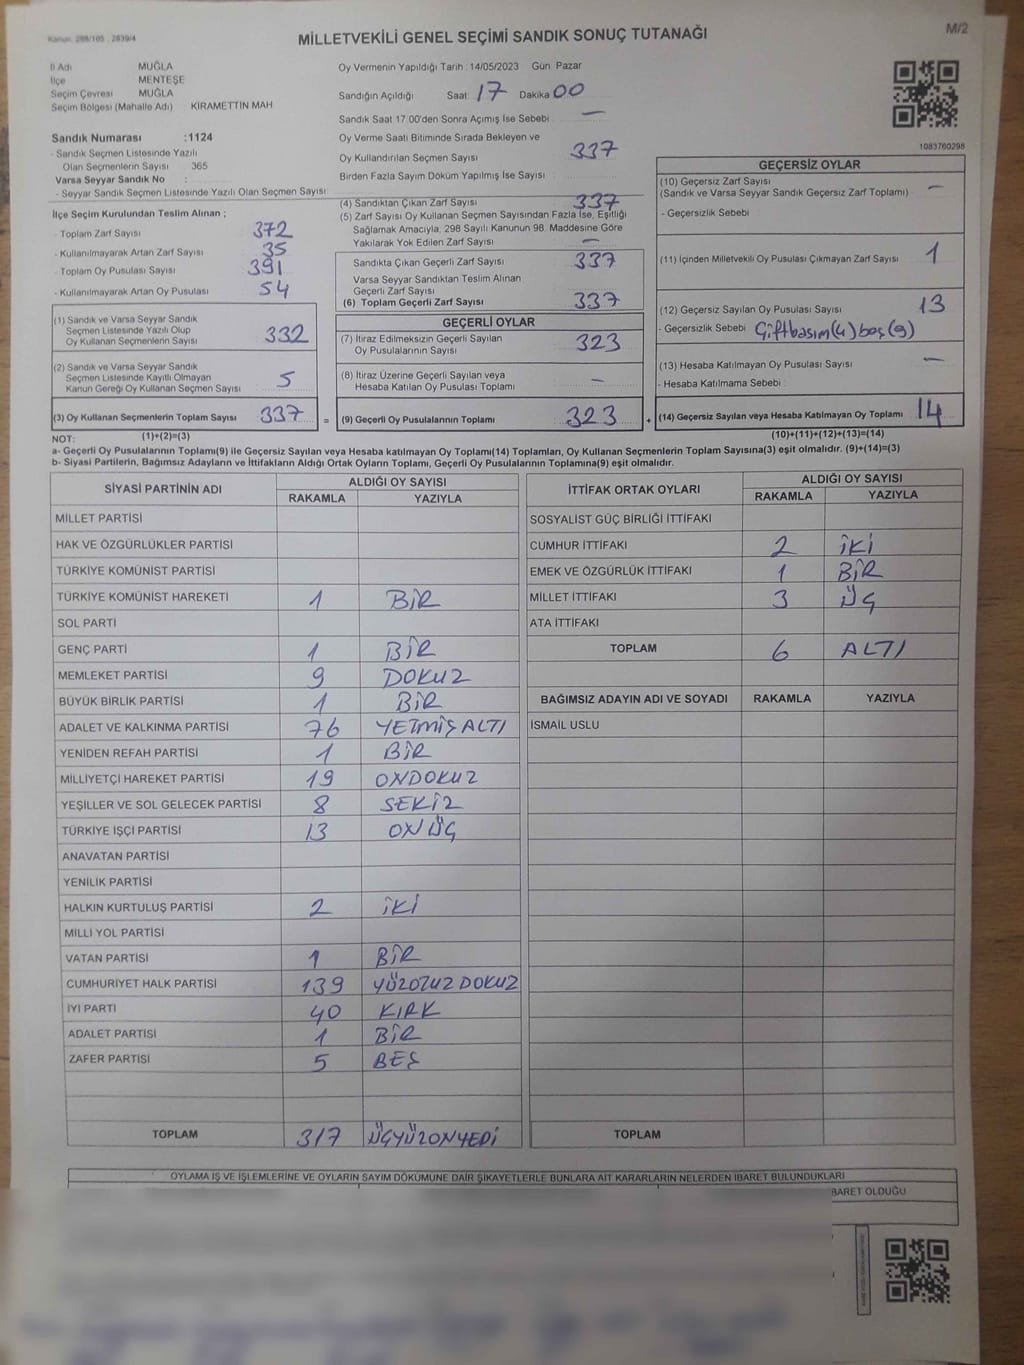 Kanun: 298/105 , 2839/4
M/2
MİLLETVEKİLİ GENEL SEÇİMİ SANDIK SONUÇ TUTANAĞI
İl Adı MUĞLA
İlçe MENTEŞE
Seçim Çevresi MUĞLA
Seçim Bölgesi (Mahalle Adı) KIRAMETTİN MAH
Sandık Numarası :1124
- Sandık Seçmen Listesinde Yazılı
Olan Seçmenlerin Sayısı 365
Varsa Seyyar Sandık No :
- Seyyar Sandık Seçmen Listesinde Yazılı Olan Seçmen Sayısı:
Oy Vermenin Yapıldığı Tarih :14/05/2023 Gün: Pazar
Sandığın Açıldığı Saat: 17 Dakika 00
Sandık Saat 17.00'den Sonra Açılmış İse Sebebi : —
Oy Verme Saati Bitiminde Sırada Bekleyen ve
Oy Kullandırılan Seçmen Sayısı 337
Birden Fazla Sayım Döküm Yapılmış İse Sayısı :
1083760298
İlçe Seçim Kurulundan Teslim Alınan ;
- Toplam Zarf Sayısı 372
- Kullanılmayarak Artan Zarf Sayısı 35
- Toplam Oy Pusulası Sayısı 391
- Kullanılmayarak Artan Oy Pusulası 54
(4) Sandıktan Çıkan Zarf Sayısı 337
(5) Zarf Sayısı Oy Kullanan Seçmen Sayısından Fazla İse, Eşitliği
Sağlamak Amacıyla, 298 Sayılı Kanunun 98. Maddesine Göre
Yakılarak Yok Edilen Zarf Sayısı —
Sandıkta Çıkan Geçerli Zarf Sayısı 337
Varsa Seyyar Sandıktan Teslim Alınan
Geçerli Zarf Sayısı
(6) Toplam Geçerli Zarf Sayısı 337
GEÇERSİZ OYLAR
(10) Geçersiz Zarf Sayısı
(Sandık ve Varsa Seyyar Sandık Geçersiz Zarf Toplamı) —
- Geçersizlik Sebebi :
(11) İçinden Milletvekili Oy Pusulası Çıkmayan Zarf Sayısı 1
(12) Geçersiz Sayılan Oy Pusulası Sayısı 13
- Geçersizlik Sebebi Çiftbasım(4) boş(9)
(13) Hesaba Katılmayan Oy Pusulası Sayısı —
- Hesaba Katılmama Sebebi :
(14) Geçersiz Sayılan veya Hesaba Katılmayan Oy Toplamı 14
(1) Sandık ve Varsa Seyyar Sandık
Seçmen Listesinde Yazılı Olup
Oy Kullanan Seçmenlerin Sayısı 332
(2) Sandık ve Varsa Seyyar Sandık
Seçmen Listesinde Kayıtlı Olmayan
Kanun Gereği Oy Kullanan Seçmen Sayısı 5
(3) Oy Kullanan Seçmenlerin Toplam Sayısı 337
=
GEÇERLİ OYLAR
(7) İtiraz Edilmeksizin Geçerli Sayılan
Oy Pusulalarının Sayısı 323
(8) İtiraz Üzerine Geçerli Sayılan veya
Hesaba Katılan Oy Pusulası Toplamı —
(9) Geçerli Oy Pusulalarının Toplamı 323
+
NOT: (1)+(2)=(3) (10)+(11)+(12)+(13)=(14)
a- Geçerli Oy Pusulalarının Toplamı(9) ile Geçersiz Sayılan veya Hesaba katılmayan Oy Toplamı(14) Toplamları, Oy Kullanan Seçmenlerin Toplam Sayısına(3) eşit olmalıdır. (9)+(14)=(3)
b- Siyasi Partilerin, Bağımsız Adayların ve İttifakların Aldığı Ortak Oyların Toplamı, Geçerli Oy Pusulalarının Toplamına(9) eşit olmalıdır.
SİYASİ PARTİNİN ADI ALDIĞI OY SAYISI
RAKAMLA YAZIYLA
MİLLET PARTİSİ
HAK VE ÖZGÜRLÜKLER PARTİSİ
TÜRKİYE KOMÜNİST PARTİSİ
TÜRKİYE KOMÜNİST HAREKETİ 1 BİR
SOL PARTİ
GENÇ PARTİ 1 BİR
MEMLEKET PARTİSİ 9 DOKUZ
BÜYÜK BİRLİK PARTİSİ 1 BİR
ADALET VE KALKINMA PARTİSİ 76 YETMİŞ ALTI
YENİDEN REFAH PARTİSİ 1 BİR
MİLLİYETÇİ HAREKET PARTİSİ 19 ONDOKUZ
YEŞİLLER VE SOL GELECEK PARTİSİ 8 SEKİZ
TÜRKİYE İŞÇİ PARTİSİ 13 ON ÜÇ
ANAVATAN PARTİSİ
YENİLİK PARTİSİ
HALKIN KURTULUŞ PARTİSİ 2 İKİ
MİLLİ YOL PARTİSİ
VATAN PARTİSİ 1 BİR
CUMHURİYET HALK PARTİSİ 139 YÜZOTUZ DOKUZ
İYİ PARTİ 40 KIRK
ADALET PARTİSİ 1 BİR
ZAFER PARTİSİ 5 BEŞ
TOPLAM 317 ÜÇYÜZONYEDİ
İTTİFAK ORTAK OYLARI ALDIĞI OY SAYISI
RAKAMLA YAZIYLA
SOSYALİST GÜÇ BİRLİĞİ İTTİFAKI
CUMHUR İTTİFAKI 2 İKİ
EMEK VE ÖZGÜRLÜK İTTİFAKI 1 BİR
MİLLET İTTİFAKI 3 ÜÇ
ATA İTTİFAKI
TOPLAM 6 ALTI
BAĞIMSIZ ADAYIN ADI VE SOYADI RAKAMLA YAZIYLA
İSMAİL USLU
TOPLAM
OYLAMA İŞ VE İŞLEMLERİNE VE OYLARIN SAYIM DÖKÜMÜNE DAİR ŞİKAYETLERLE BUNLARA AİT KARARLARIN NELERDEN İBARET BULUNDUKLARI
BARET OLDUĞU